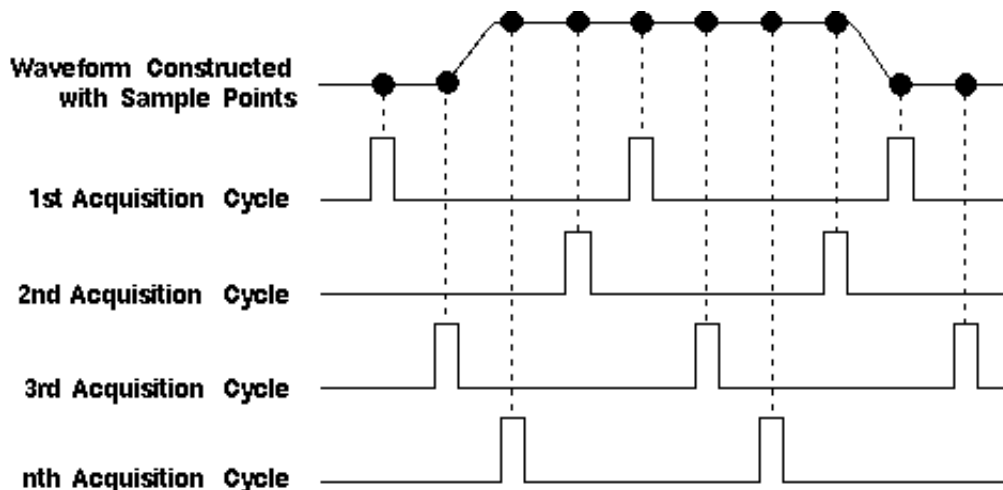 Waveform Constructed
with Sample Points
1st Acquisition Cycle
2nd Acquisition Cycle
3rd Acquisition Cycle
nth Acquisition Cycle